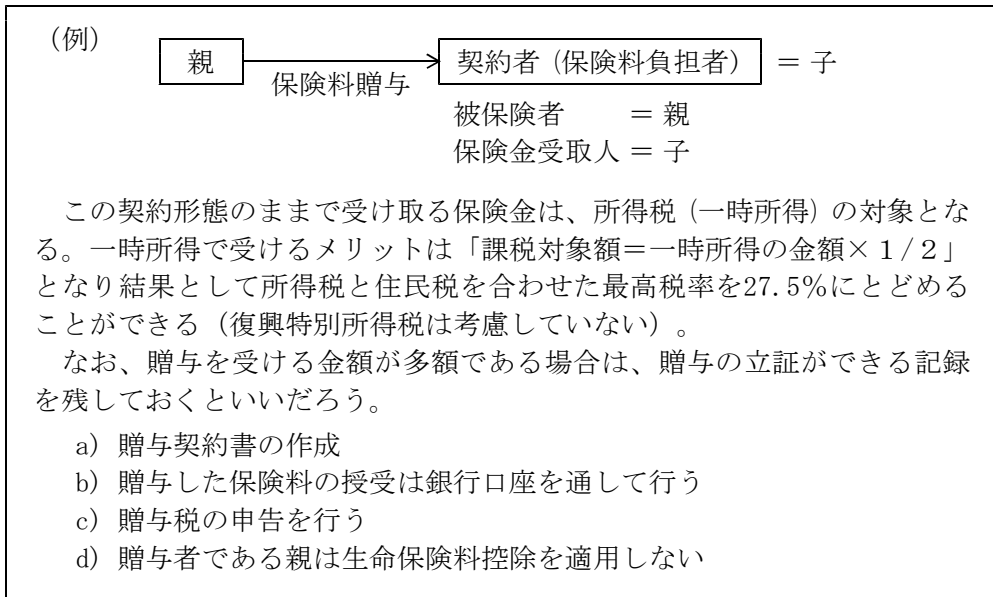 (例)
親
契約者 (保険料負担者)
= 子
保険料贈与
被保険者 = 親
保険金受取人 = 子
この契約形態のままで受け取る保険金は、所得税 (一時所得) の対象とな
る。一時所得で受けるメリットは「課税対象額＝一時所得の金額×１/２」
となり結果として所得税と住民税を合わせた最高税率を27.5％にとどめる
ことができる（復興特別所得税は考慮していない）。
なお、贈与を受ける金額が多額である場合は、贈与の立証ができる記録
を残しておくといいだろう。
a) 贈与契約書の作成
b) 贈与した保険料の授受は銀行口座を通して行う
c) 贈与税の申告を行う
d) 贈与者である親は生命保険料控除を適用しない